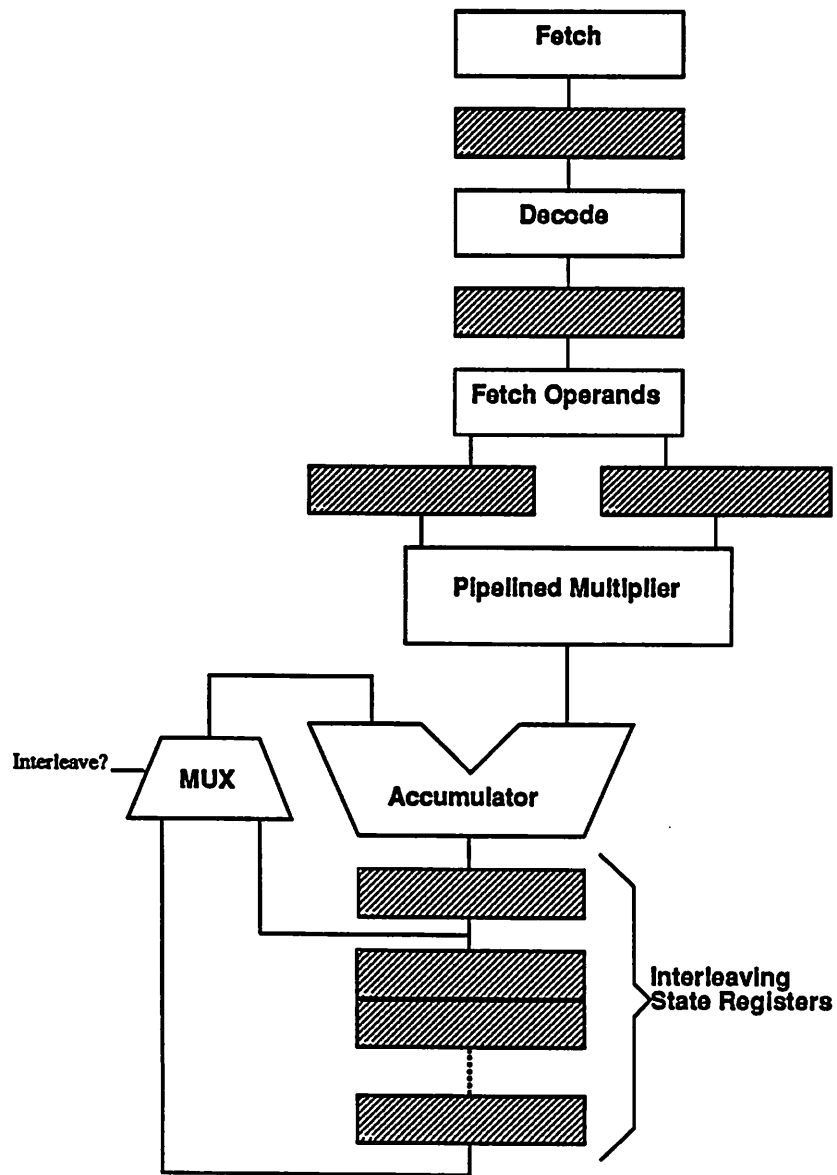 Fetch
Decode
Fetch Operands
Pipelined Multiplier
Interleave?
MUX
Accumulator
Interleaving
State Registers